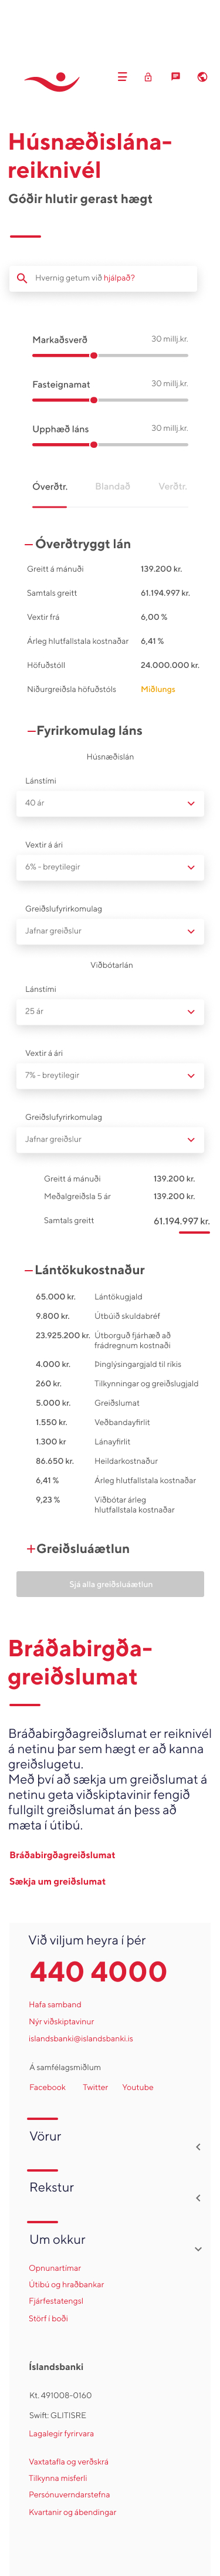 Húsnæðislána-
reiknivél
Góðir hlutir gerast hægt
Hvernig getum við hjálpað?
Markaðsverð 30 millj.kr.
Fasteignamat 30 millj.kr.
Upphæð láns 30 millj.kr.
Óverðtr. Blandað Verðtr.
Óverðtryggt lán
Greitt á mánuði 139.200 kr.
Samtals greitt 61.194.997 kr.
Vextir frá 6,00 %
Árleg hlutfallstala kostnaðar 6,41 %
Höfuðstóll 24.000.000 kr.
Niðurgreiðsla höfuðstóls Miðlungs
Fyrirkomulag láns
Húsnæðislán
Lánstími
40 ár
Vextir á ári
6% - breytilegir
Greiðslufyrirkomulag
Jafnar greiðslur
Viðbótarlán
Lánstími
25 ár
Vextir á ári
7% - breytilegir
Greiðslufyrirkomulag
Jafnar greiðslur
Greitt á mánuði 139.200 kr.
Meðalgreiðsla 5 ár 139.200 kr.
Samtals greitt 61.194.997 kr.
Lántökukostnaður
65.000 kr. Lántökugjald
9.800 kr. Útbúið skuldabréf
23.925.200 kr. Útborguð fjárhæð að
frádregnum kostnaði
4.000 kr. Þinglýsingargjald til ríkis
260 kr. Tilkynningar og greiðslugjald
5.000 kr. Greiðslumat
1.550 kr. Veðbandayfirlit
1.300 kr Lánayfirlit
86.650 kr. Heildarkostnaður
6,41 % Árleg hlutfallstala kostnaðar
9,23 % Viðbótar árleg
hlutfallstala kostnaðar
Greiðsluáætlun
Sjá alla greiðsluáætlun
Bráðabirgða-
greiðslumat
Bráðabirgðagreiðslumat er reiknivél
á netinu þar sem hægt er að kanna
greiðslugetu.
Með því að sækja um greiðslumat á
netinu geta viðskiptavinir fengið
fullgilt greiðslumat án þess að
mæta í útibú.
Bráðabirgðagreiðslumat
Sækja um greiðslumat
Við viljum heyra í þér
440 4000
Hafa samband
Nýr viðskiptavinur
islandsbanki@islandsbanki.is
Á samfélagsmiðlum
Facebook Twitter Youtube
Vörur
Rekstur
Um okkur
Opnunartímar
Útibú og hraðbankar
Fjárfestatengsl
Störf í boði
Íslandsbanki
Kt. 491008-0160
Swift: GLITISRE
Lagalegir fyrirvara
Vaxtatafla og verðskrá
Tilkynna misferli
Persónuverndarstefna
Kvartanir og ábendingar